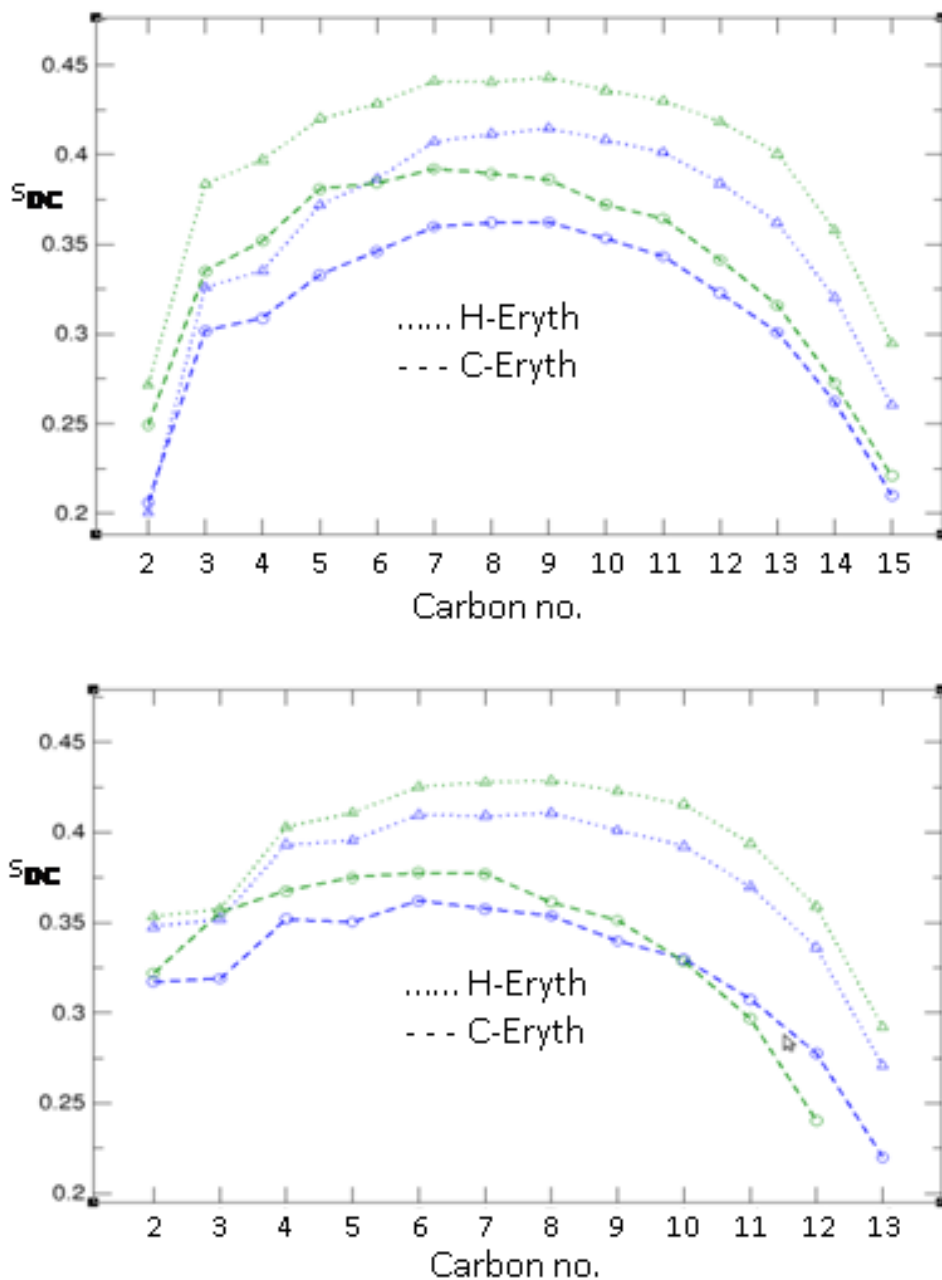 0.45
0.4
S DC
0.35
0.3
...... H-Eryth
--- C-Eryth
0.25
0.2
2 3 4 5 6 7 8 9 10 11 12 13 14 15
Carbon no.
0.45
0.4
S DC
0.35
0.3
...... H-Eryth
--- C-Eryth
0.25
0.2
2 3 4 5 6 7 8 9 10 11 12 13
Carbon no.